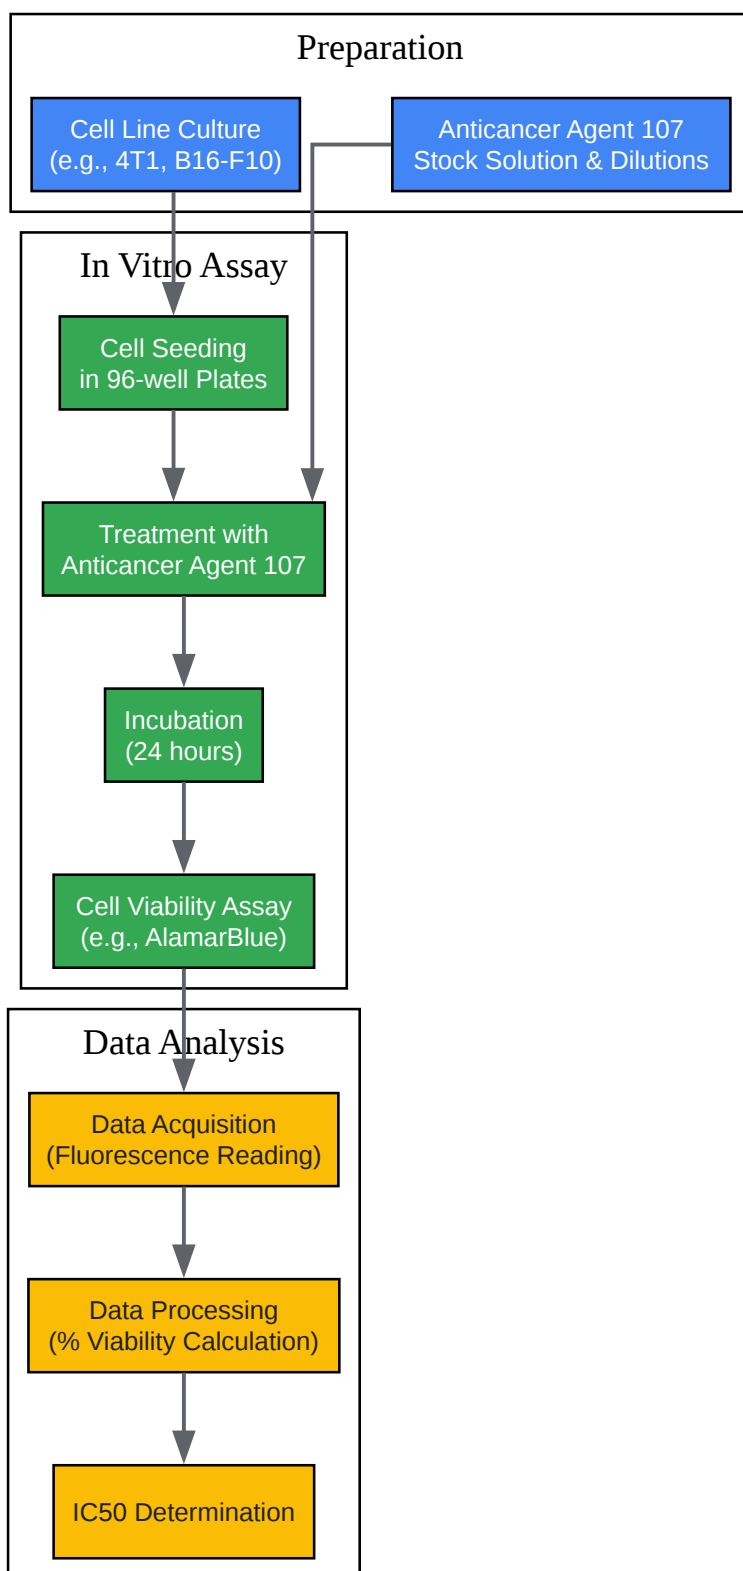 Preparation
Cell Line Culture
(e.g., 4T1, B16-F10)
Anticancer Agent 107
Stock Solution & Dilutions
In Vitro Assay
Cell Seeding
in 96-well Plates
Treatment with
Anticancer Agent 107
Incubation
(24 hours)
Cell Viability Assay
(e.g., AlamarBlue)
Data Analysis
Data Acquisition
(Fluorescence Reading)
Data Processing
(% Viability Calculation)
IC50 Determination